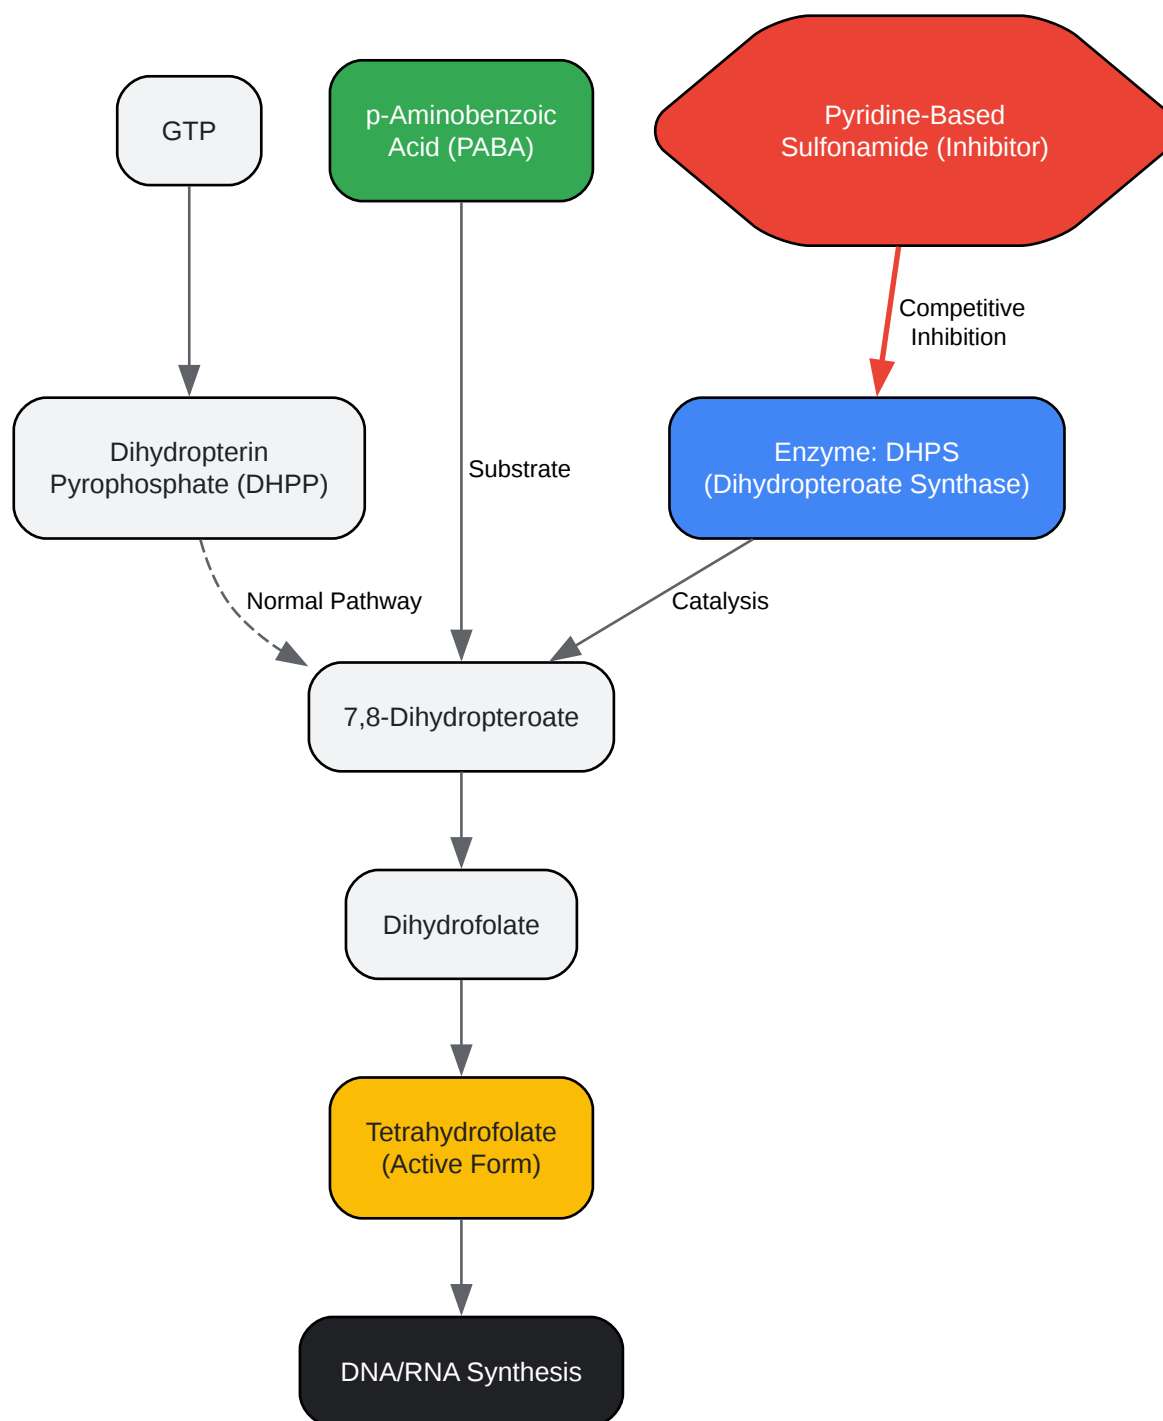 GTP
p-Aminobenzoic
Acid (PABA)
Pyridine-Based
Sulfonamide (Inhibitor)
Competitive
Inhibition
Dihydropterin
Pyrophosphate (DHPP)
Substrate
Enzyme: DHPS
(Dihydropteroate Synthase)
Normal Pathway
Catalysis
7,8-Dihydropteroate
Dihydrofolate
Tetrahydrofolate
(Active Form)
DNA/RNA Synthesis